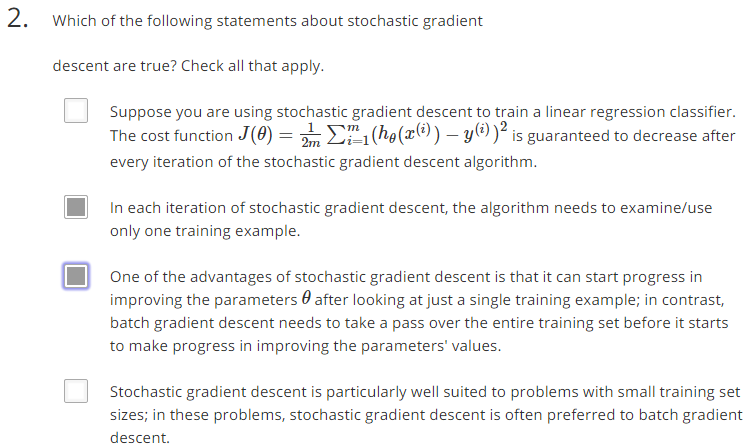 2. Which of the following statements about stochastic gradient
descent are true? Check all that apply.
Suppose you are using stochastic gradient descent to train a linear regression classifier.
The cost function J(θ) = 1/2m ∑ᵐᵢ₌₁(hθ(x⁽ⁱ⁾) − y⁽ⁱ⁾)² is guaranteed to decrease after
every iteration of the stochastic gradient descent algorithm.
In each iteration of stochastic gradient descent, the algorithm needs to examine/use
only one training example.
One of the advantages of stochastic gradient descent is that it can start progress in
improving the parameters θ after looking at just a single training example; in contrast,
batch gradient descent needs to take a pass over the entire training set before it starts
to make progress in improving the parameters' values.
Stochastic gradient descent is particularly well suited to problems with small training set
sizes; in these problems, stochastic gradient descent is often preferred to batch gradient
descent.